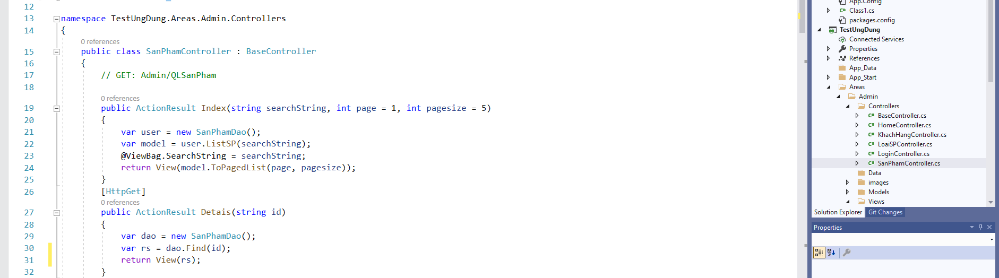 12
13 namespace TestUngDung.Areas.Admin.Controllers
14 {
0 references
15 public class SanPhamController : BaseController
16 {
17 // GET: Admin/QLSanPham
18
0 references
19 public ActionResult Index(string searchString, int page = 1, int pagesize = 5)
20 {
21 var user = new SanPhamDao();
22 var model = user.ListSP(searchString);
23 @ViewBag.SearchString = searchString;
24 return View(model.ToPagedList(page, pagesize));
25 }
26 [HttpGet]
0 references
27 public ActionResult Detais(string id)
28 {
29 var dao = new SanPhamDao();
30 var rs = dao.Find(id);
31 return View(rs);
32 }
App.Config
C# Class1.cs
packages.config
TestUngDung
Connected Services
Properties
References
App_Data
App_Start
Areas
Admin
Controllers
C# BaseController.cs
C# HomeController.cs
C# KhachHangController.cs
C# LoaiSPController.cs
C# LoginController.cs
C# SanPhamController.cs
Data
images
Models
Views
Solution Explorer Git Changes
Properties